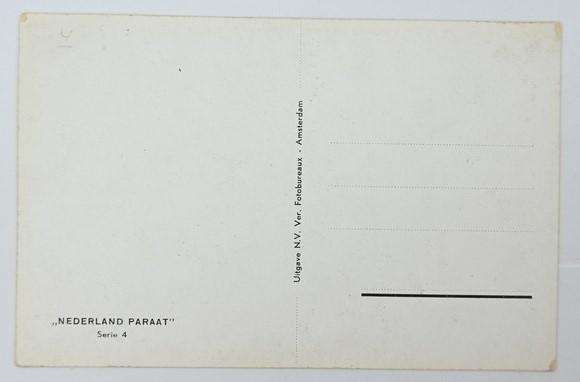 „NEDERLAND PARAAT”
Serie 4
Uitgave N.V. Ver. Fotobureaux - Amsterdam